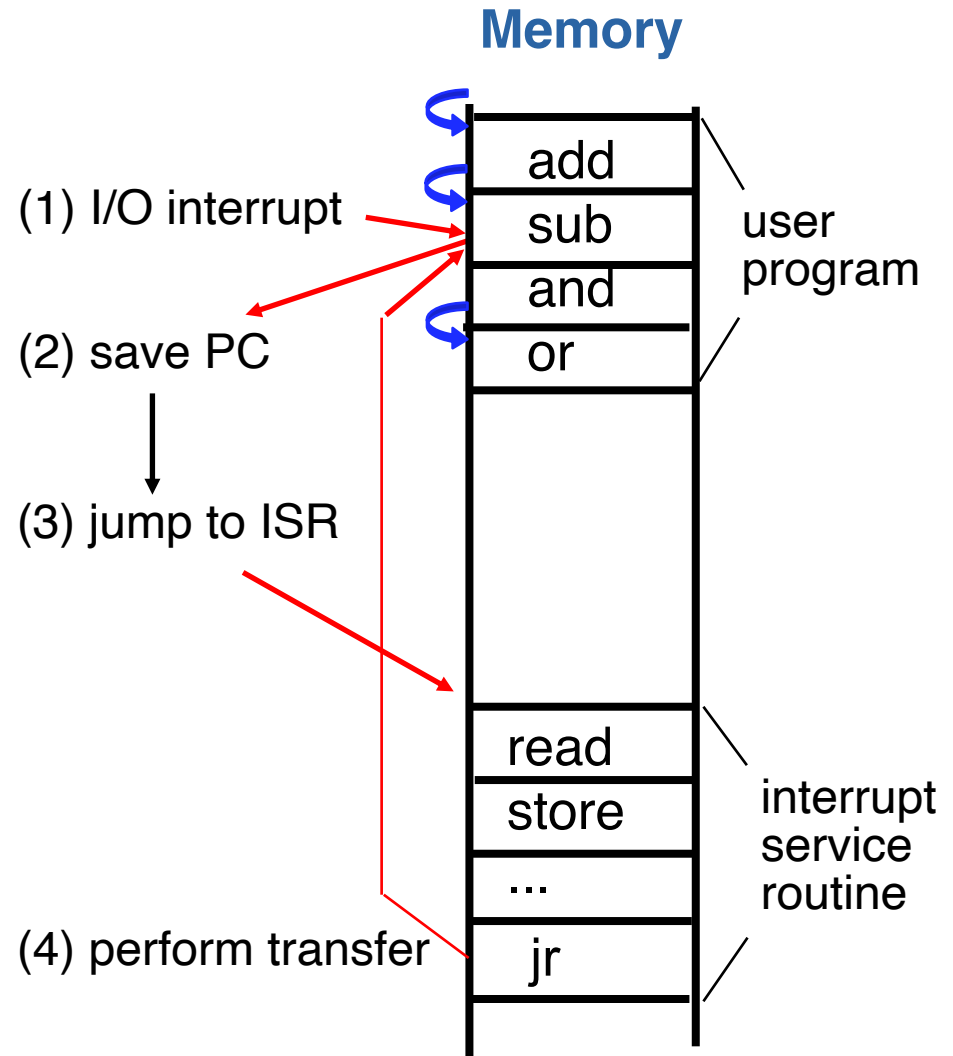 Memory
add
(1) I/O interrupt
sub
user
program
and
(2) save PC
or
(3) jump to ISR
read
store
interrupt
service
routine
...
(4) perform transfer
jr